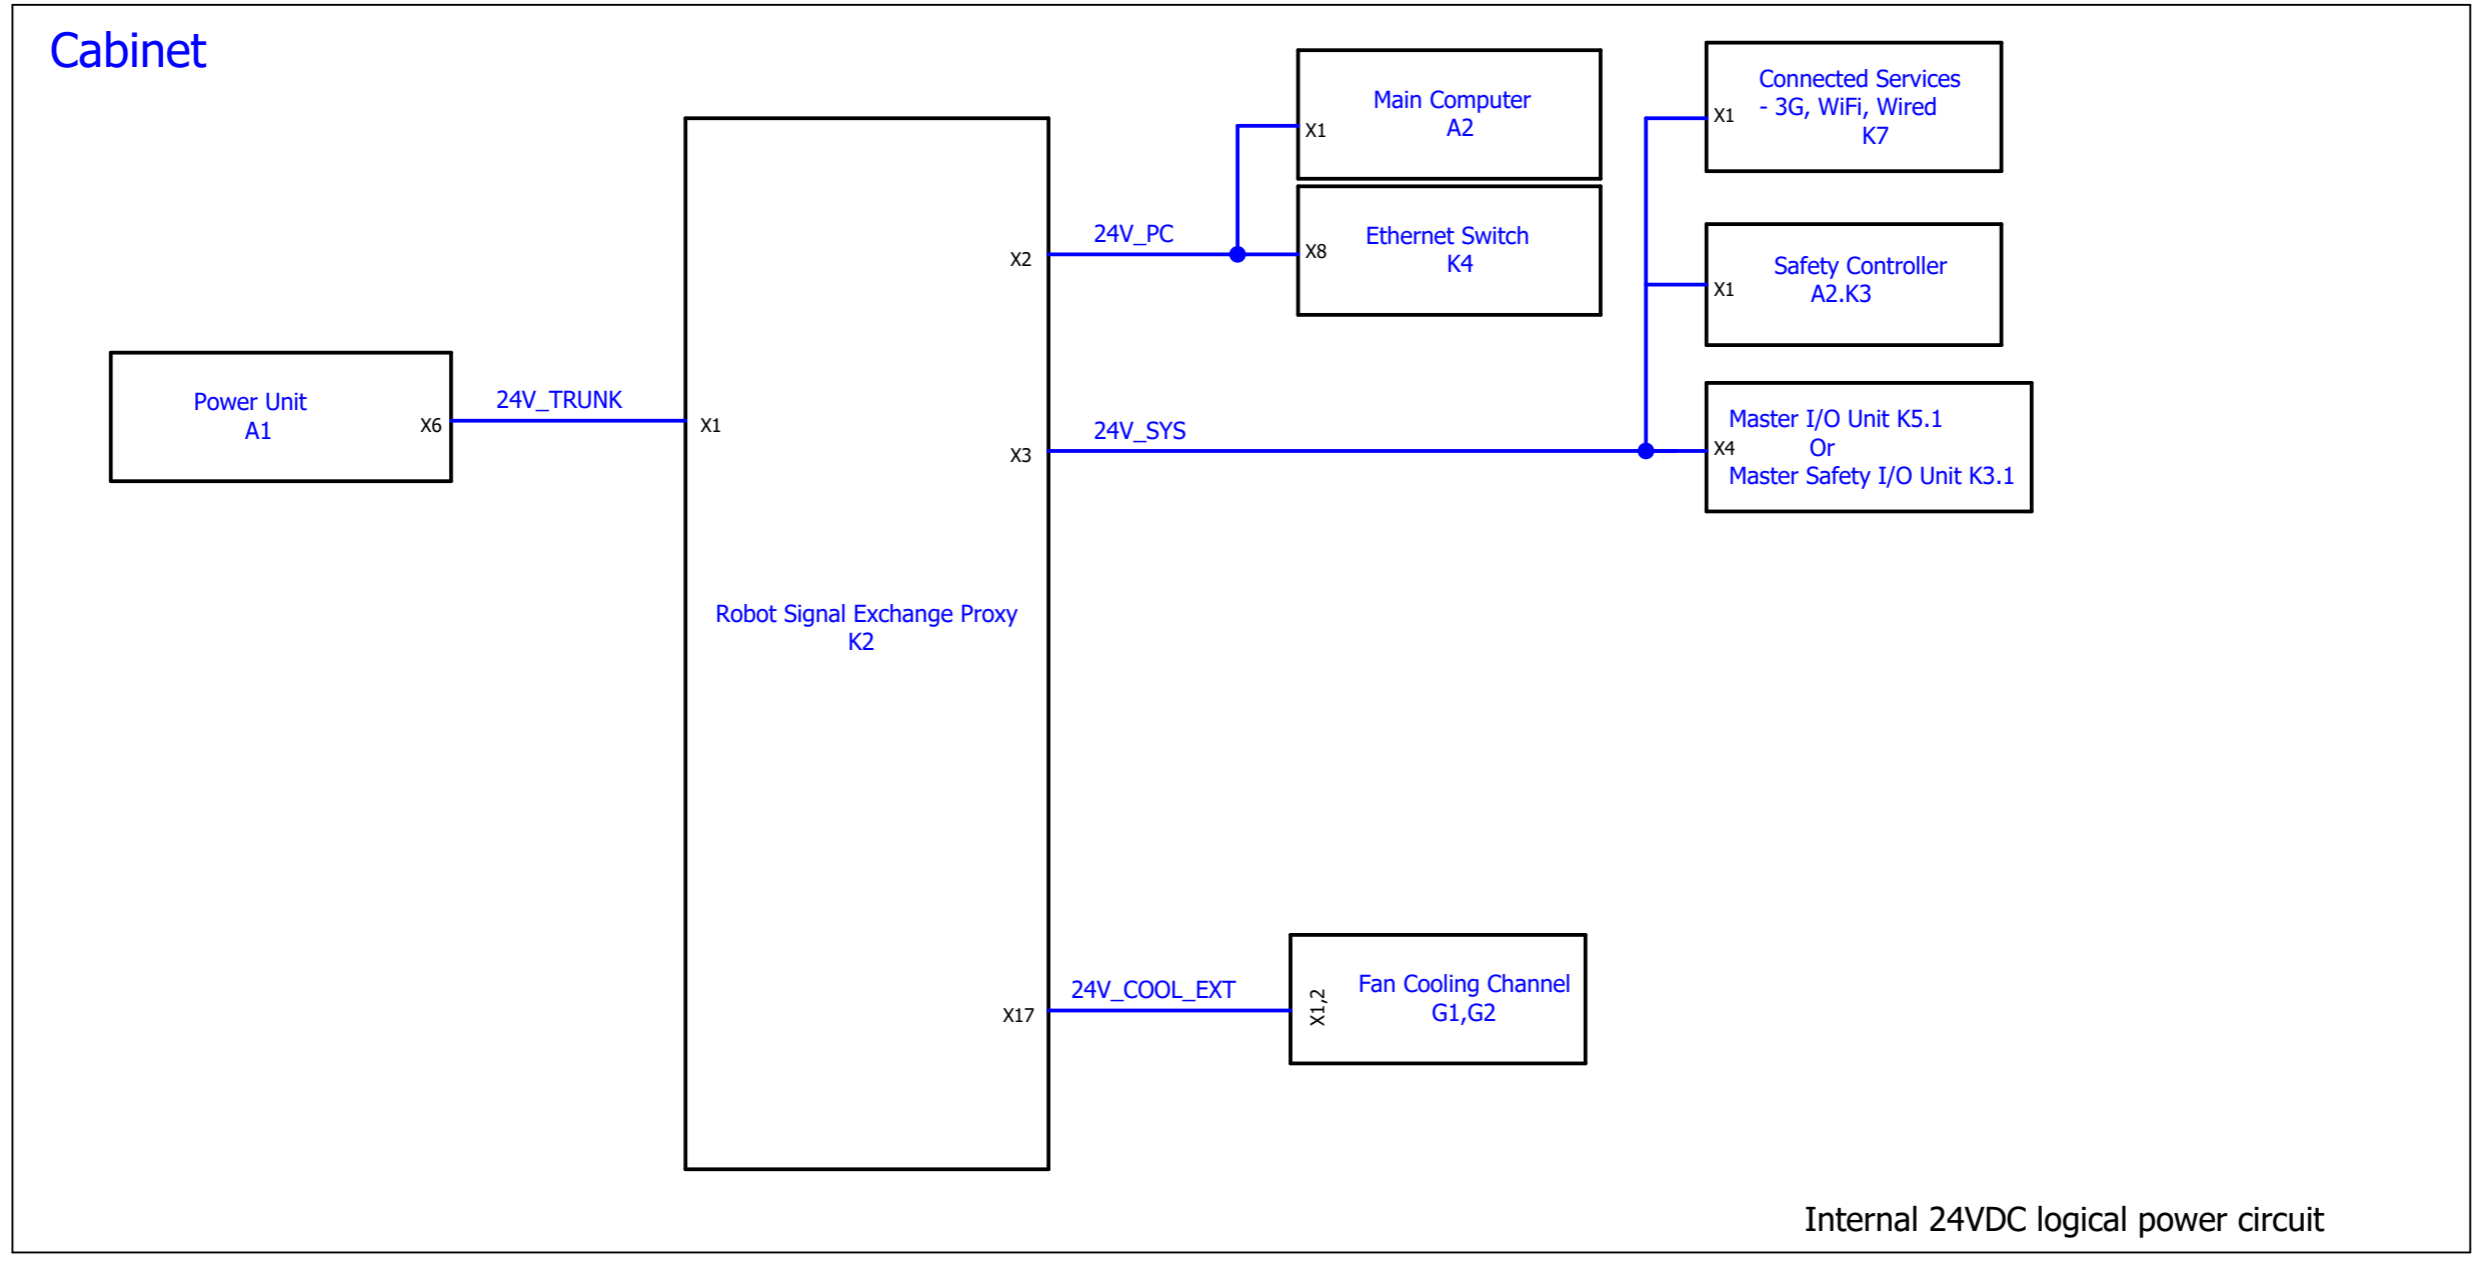 Cabinet
Main Computer
A2
X1
Connected Services
- 3G, WiFi, Wired
K7
X1
24V_PC
X2
Ethernet Switch
K4
X8
Safety Controller
A2.K3
X1
Power Unit
A1
X6
24V_TRUNK
X1
24V_SYS
X3
Master I/O Unit K5.1
X4
Or
Master Safety I/O Unit K3.1
Robot Signal Exchange Proxy
K2
24V_COOL_EXT
X17
X1,2
Fan Cooling Channel
G1,G2
Internal 24VDC logical power circuit